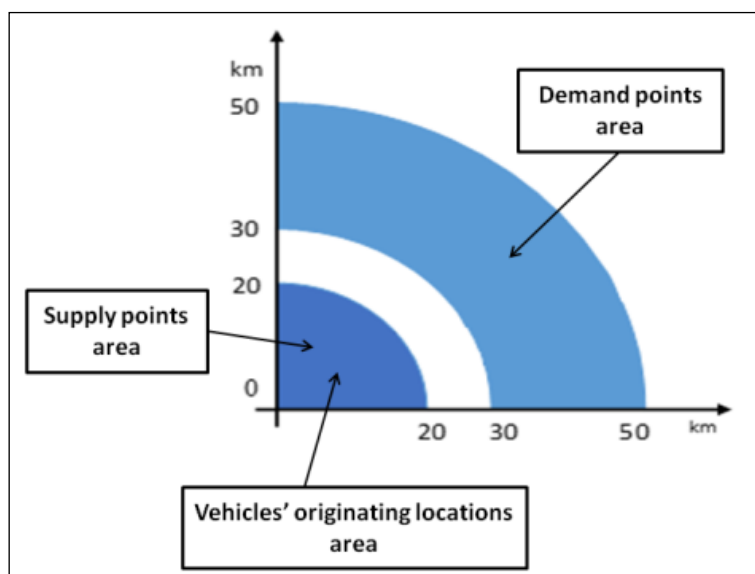 km
50
30
20
0
20 30 50 km
Demand points
area
Supply points
area
Vehicles’ originating locations
area